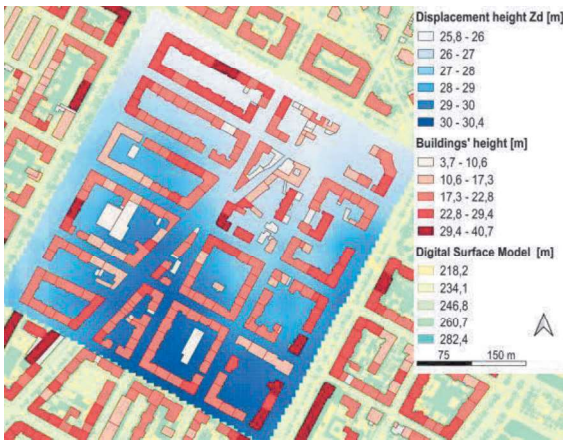 Displacement height Zd [m]
25,8 - 26
26 - 27
27 - 28
28 - 29
29 - 30
30 - 30,4
Buildings' height [m]
3,7 - 10,6
10,6 - 17,3
17,3 - 22,8
22,8 - 29,4
29,4 - 40,7
Digital Surface Model [m]
218,2
234,1
246,8
260,7
282,4
75 150 m